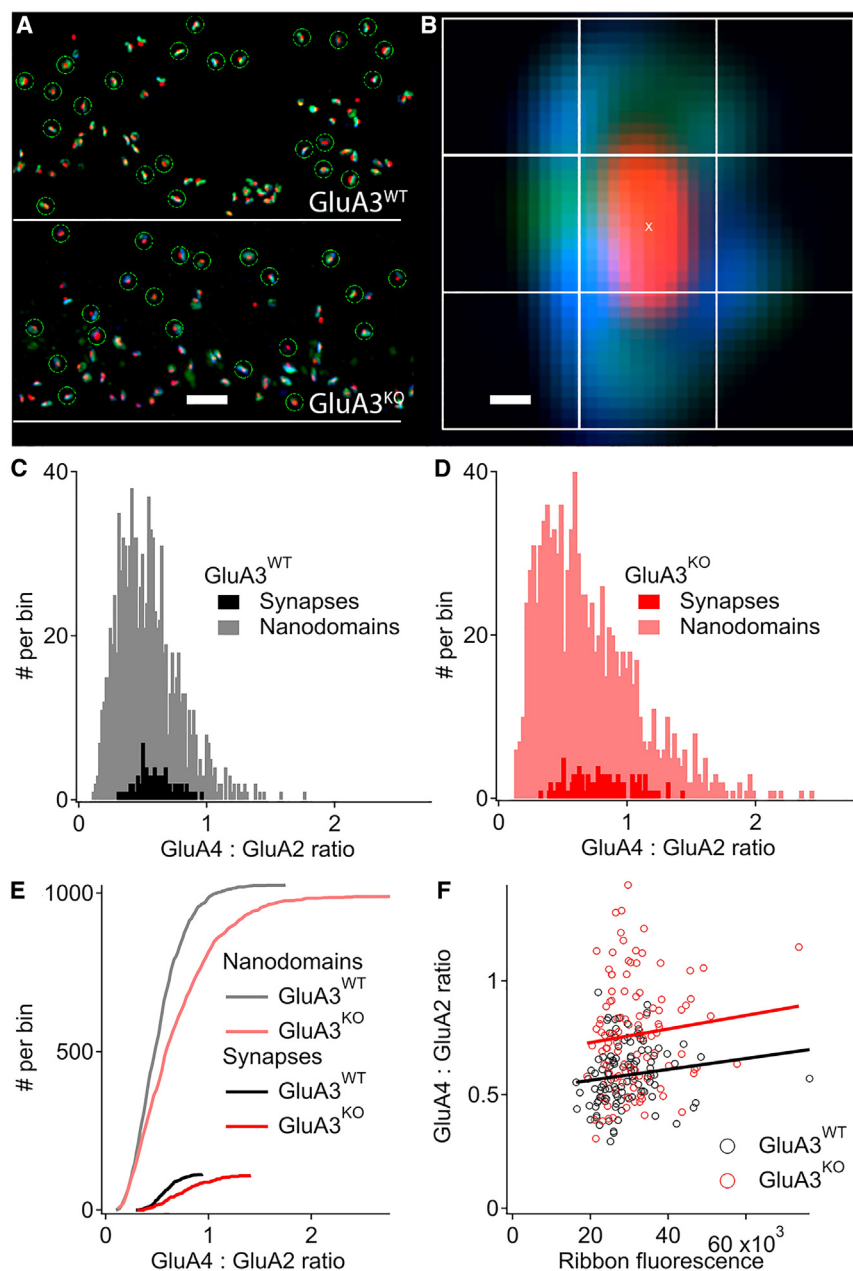 A
GluA3WT
GluA3KO
B
x
C
40
20
0
# per bin
GluA3WT
Synapses
Nanodomains
0
1
2
GluA4 : GluA2 ratio
D
40
20
0
# per bin
GluA3KO
Synapses
Nanodomains
0
1
2
GluA4 : GluA2 ratio
E
1000
500
0
# per bin
Nanodomains
GluA3WT
GluA3KO
Synapses
GluA3WT
GluA3KO
0
1
2
GluA4 : GluA2 ratio
F
1
0.5
0
GluA4 : GluA2 ratio
GluA3WT
GluA3KO
0
20
40
60 x103
Ribbon fluorescence